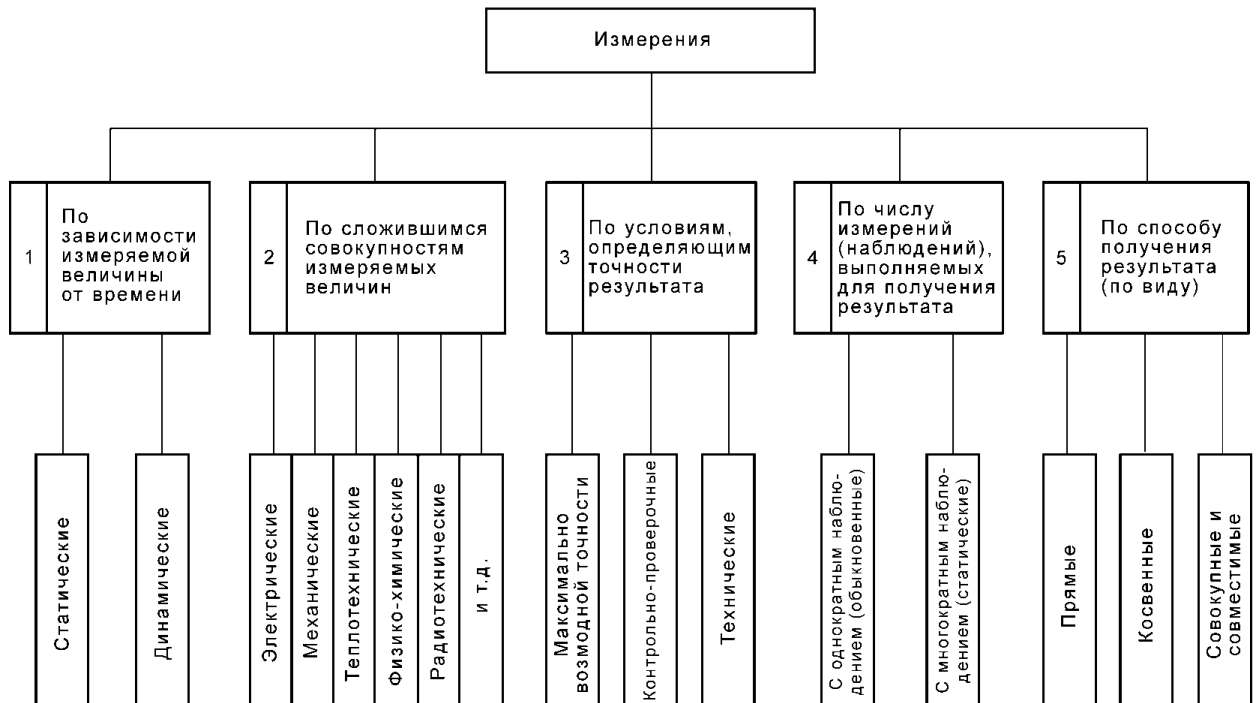 Измерения
1
По
зависимости
измеряемой
величины
от времени
2
По сложившимся
совокупностям
измеряемых
величин
3
По условиям,
определяющим
точности
результата
4
По числу
измерений
(наблюдений),
выполняемых
для получения
результата
5
По способу
получения
результата
(по виду)
Статические
Динамические
Электрические
Механические
Теплотехнические
Физико-химические
Радиотехнические
и т.д.
Максимально
возмодной точности
Контрольно-проверочные
Технические
С однократным наблю-
дением (обыкновенные)
С многократным наблю-
дением (статические)
Прямые
Косвенные
Совокупные и
совместимые